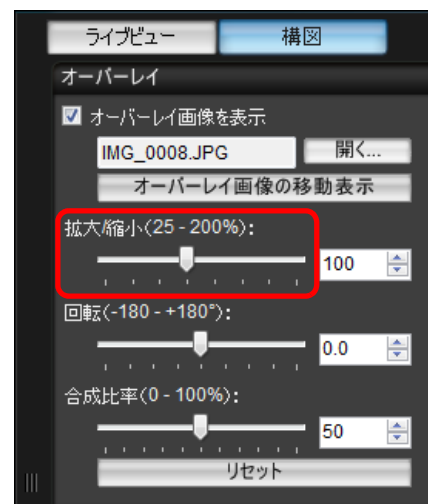 ライブビュー 構図
オーバーレイ
オーバーレイ画像を表示
IMG_0008.JPG 開く...
オーバーレイ画像の移動表示
拡大/縮小(25 - 200%):
100
回転(-180 - +180°):
0.0
合成比率(0 - 100%):
50
リセット